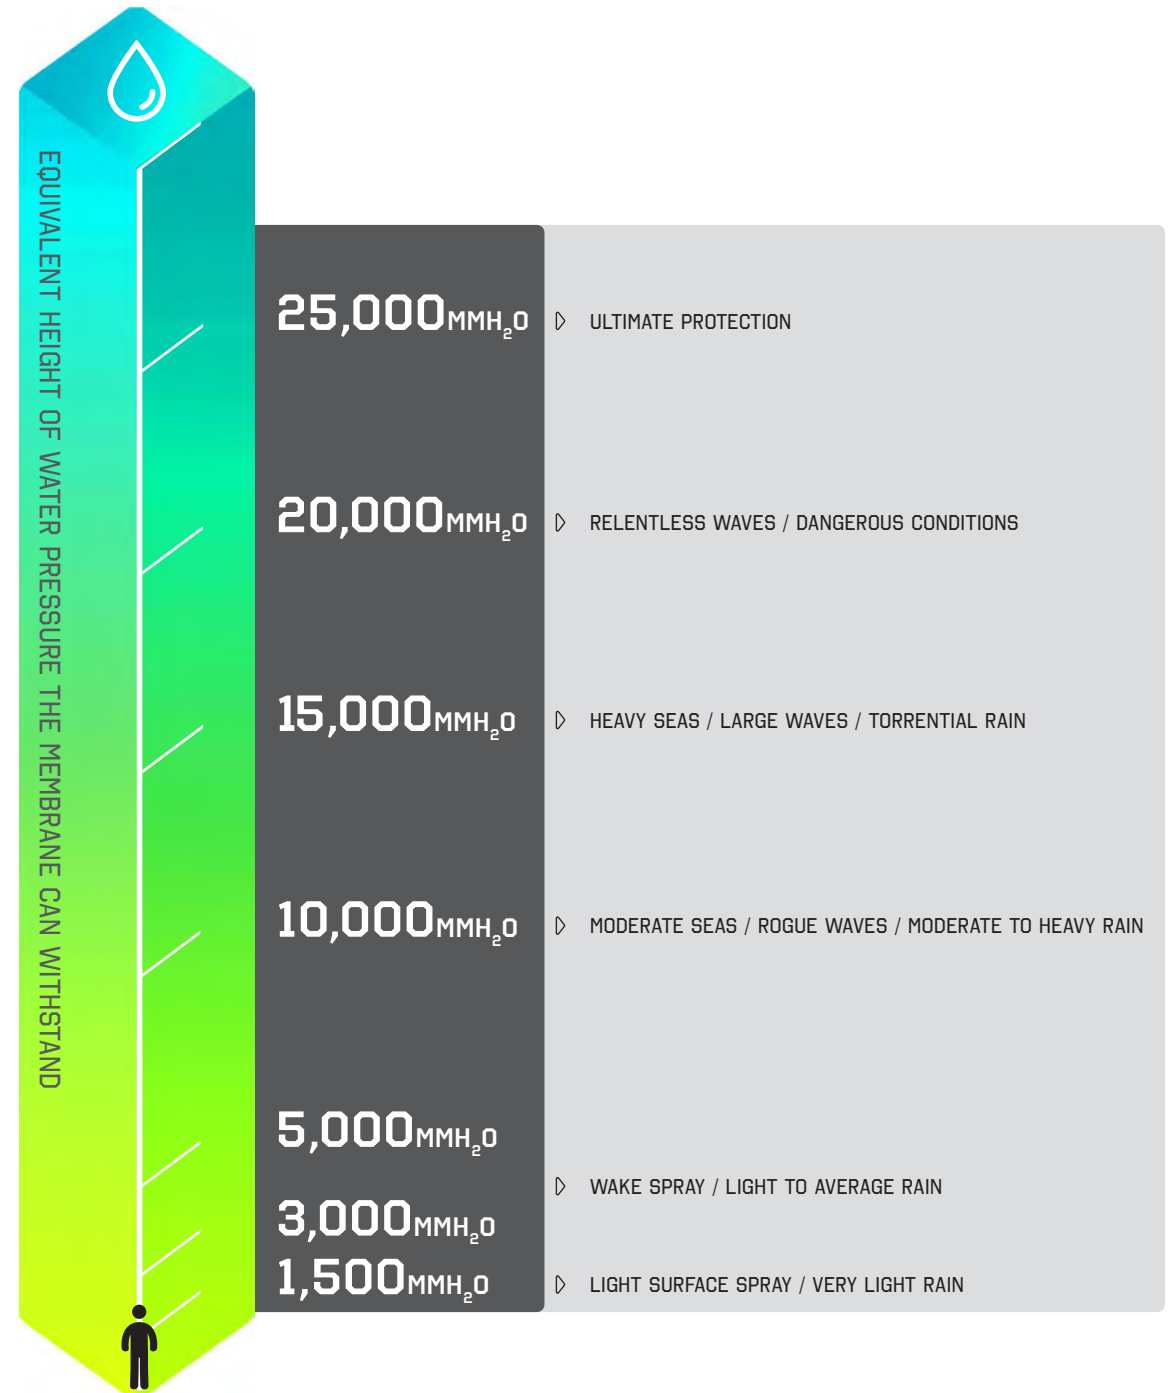 EQUIVALENT HEIGHT OF WATER PRESSURE THE MEMBRANE CAN WITHSTAND
25,000MMH₂O ULTIMATE PROTECTION
20,000MMH₂O RELENTLESS WAVES / DANGEROUS CONDITIONS
15,000MMH₂O HEAVY SEAS / LARGE WAVES / TORRENTIAL RAIN
10,000MMH₂O MODERATE SEAS / ROGUE WAVES / MODERATE TO HEAVY RAIN
5,000MMH₂O
WAKE SPRAY / LIGHT TO AVERAGE RAIN
3,000MMH₂O
1,500MMH₂O LIGHT SURFACE SPRAY / VERY LIGHT RAIN